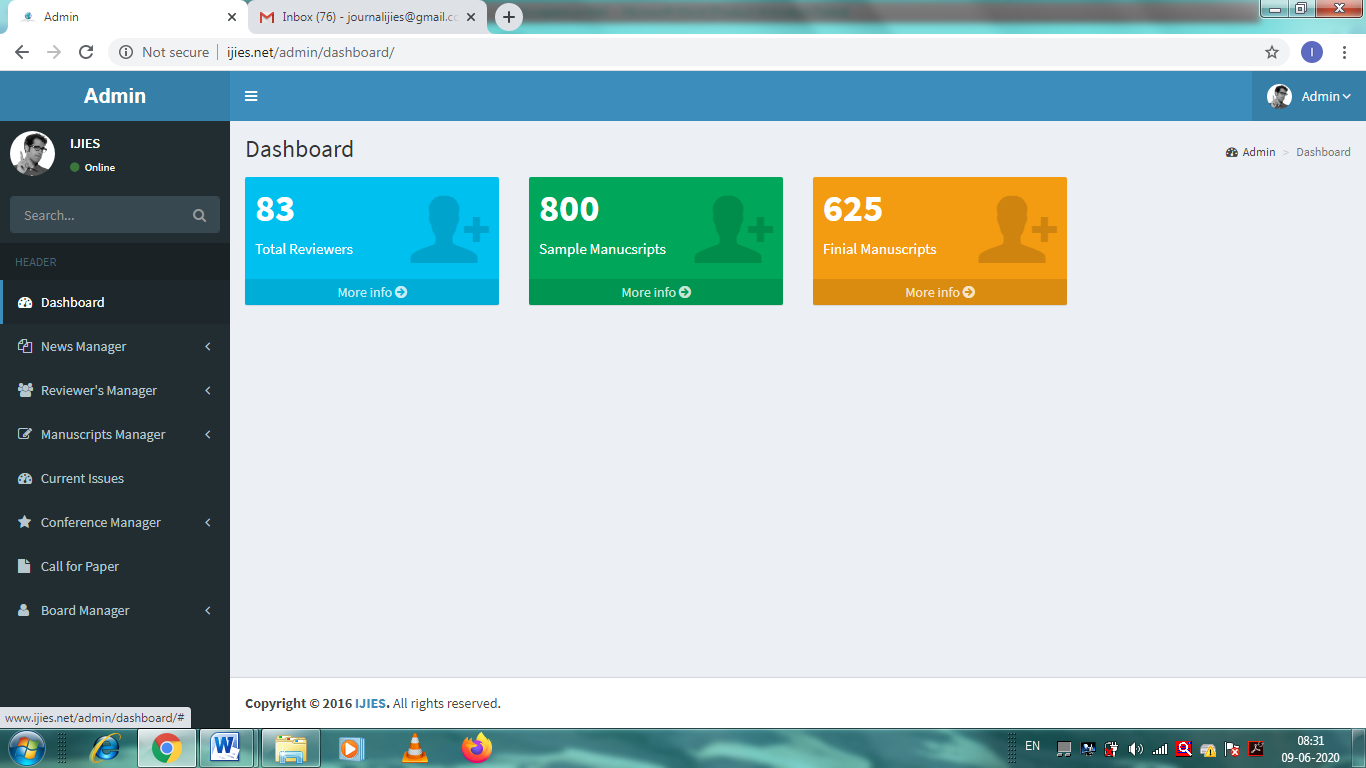 Admin
Inbox (76) - journalijies@gmail.co
Not secure
ijies.net/admin/dashboard/
I
Admin
Admin
IJIES
Online
Search...
HEADER
Dashboard
News Manager
Reviewer's Manager
Manuscripts Manager
Current Issues
Conference Manager
Call for Paper
Board Manager
Dashboard
Admin > Dashboard
83
Total Reviewers
More info
800
Sample Manucsripts
More info
625
Finial Manuscripts
More info
Copyright © 2016 IJIES. All rights reserved.
www.ijies.net/admin/dashboard/#
EN
08:31
09-06-2020